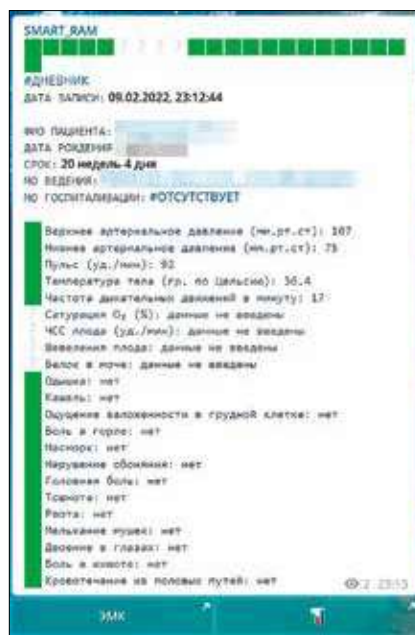 SMART_RAM
#ДНЕВНИК
ДАТА ЗАПИСИ: 09.02.2022, 23:12:44
ФИО ПАЦИЕНТА:
ДАТА РОЖДЕНИЯ:
СРОК: 20 недель 4 дня
МО ВЕДЕНИЯ:
МО ГОСПИТАЛИЗАЦИИ: #ОТСУТСТВУЕТ
Верхнее артериальное давление (мм.рт.ст): 107
Нижнее артериальное давление (мм.рт.ст): 75
Пульс (уд./мин): 92
Температура тела (гр. по Цельсию): 36.4
Частота дыхательных движений в минуту: 17
Сатурация O₂ (%): данные не введены
ЧСС плода (уд./мин): данные не введены
Шевеления плода: данные не введены
Белок в моче: данные не введены
Одышка: нет
Кашель: нет
Ощущение заложенности в грудной клетке: нет
Боль в горле: нет
Насморк: нет
Нарушение обоняния: нет
Головная боль: нет
Тошнота: нет
Рвота: нет
Мелькание мушек: нет
Двоение в глазах: нет
Боль в животе: нет
Кровотечение из половых путей: нет
2 23:13
ЭМК